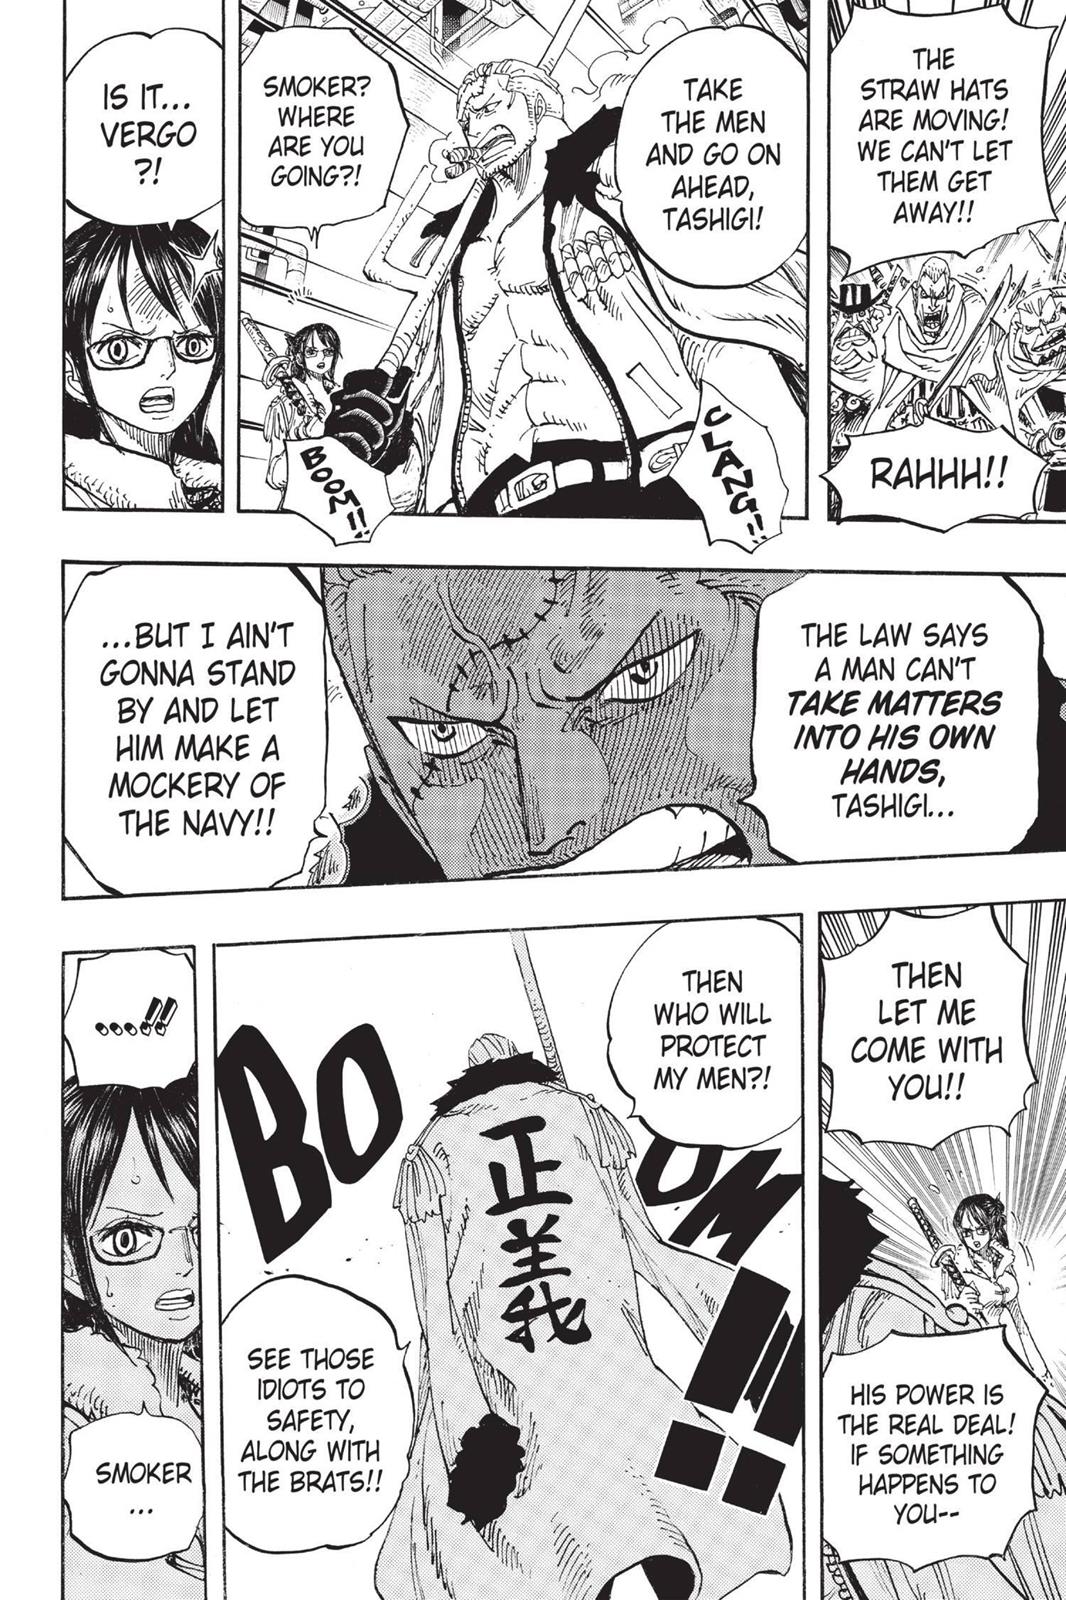 THE
STRAW HATS
ARE MOVING!
WE CAN'T LET
THEM GET
AWAY!!
RAHHH!!
TAKE
THE MEN
AND GO ON
AHEAD,
TASHIGI!
SMOKER?
WHERE
ARE YOU
GOING?!
CLANG!!
BOOM!!
IS IT...
VERGO
?!
THE LAW SAYS
A MAN CAN'T
TAKE MATTERS
INTO HIS OWN
HANDS,
TASHIGI...
...BUT I AIN'T
GONNA STAND
BY AND LET
HIM MAKE A
MOCKERY OF
THE NAVY!!
THEN
LET ME
COME WITH
YOU!!
HIS POWER IS
THE REAL DEAL!
IF SOMETHING
HAPPENS TO
YOU--
THEN
WHO WILL
PROTECT
MY MEN?!
BOOM!!
正義
SEE THOSE
IDIOTS TO
SAFETY,
ALONG WITH
THE BRATS!!
...!!
SMOKER
...